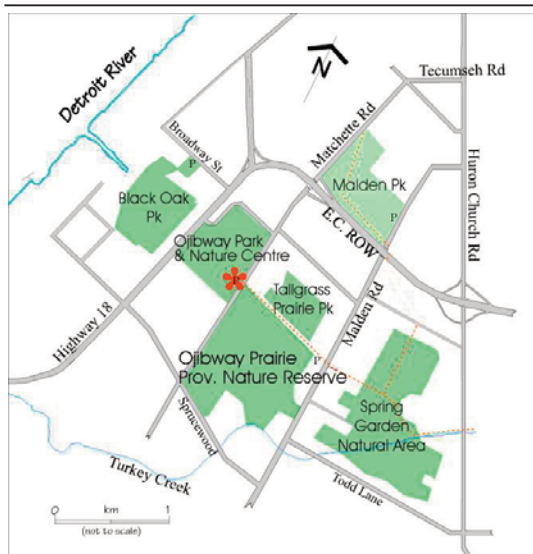 N
Detroit River
Tecumseh Rd
Matchette Rd
Broadway St
P
Black Oak
Pk
Malden Pk
P
Huron Church Rd
E.C. ROW
Ojibway Park
& Nature Centre
P
Tallgrass
Prairie Pk
Malden Rd
Highway 18
Ojibway Prairie
Prov. Nature Reserve
P
Sprucewood
Spring
Garden
Natural Area
Turkey Creek
Todd Lane
0 km 1
(not to scale)